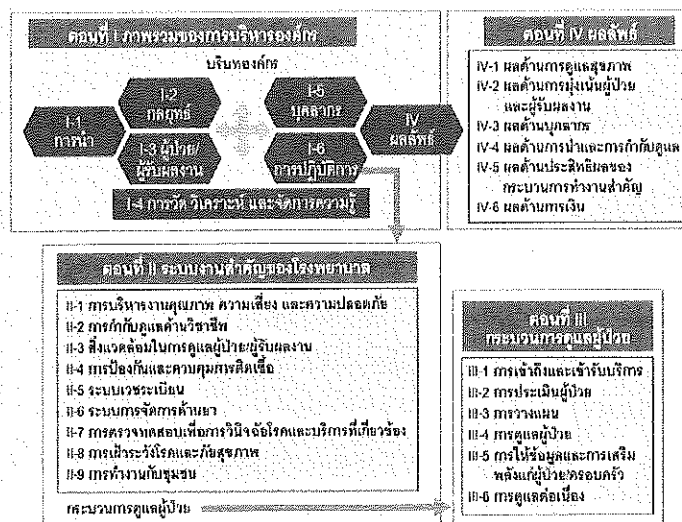 ตอนที่ I ภาพรวมของการบริหารองค์กร
บริบทองค์กร
I-1
การนำ
I-2
กลยุทธ์
I-3 ผู้ป่วย/
ผู้รับผลงาน
I-5
บุคลากร
I-6
การปฏิบัติการ
IV
ผลลัพธ์
I-4 การวัด วิเคราะห์ และจัดการความรู้
ตอนที่ IV ผลลัพธ์
IV-1 ผลด้านการดูแลสุขภาพ
IV-2 ผลด้านการมุ่งเน้นผู้ป่วย
และผู้รับผลงาน
IV-3 ผลด้านบุคลากร
IV-4 ผลด้านการนำและการกำกับดูแล
IV-5 ผลด้านประสิทธิผลของ
กระบวนการทำงานสำคัญ
IV-6 ผลด้านการเงิน
ตอนที่ II ระบบงานสำคัญของโรงพยาบาล
II-1 การบริหารงานคุณภาพ ความเสี่ยง และความปลอดภัย
II-2 การกำกับดูแลด้านวิชาชีพ
II-3 สิ่งแวดล้อมในการดูแลผู้ป่วย/ผู้รับผลงาน
II-4 การป้องกันและควบคุมการติดเชื้อ
II-5 ระบบเวชระเบียน
II-6 ระบบการจัดการด้านยา
II-7 การตรวจทดสอบเพื่อการวินิจฉัยโรคและบริการที่เกี่ยวข้อง
II-8 การเฝ้าระวังโรคและภัยสุขภาพ
II-9 การทำงานกับชุมชน
กระบวนการดูแลผู้ป่วย
ตอนที่ III
กระบวนการดูแลผู้ป่วย
III-1 การเข้าถึงและเข้ารับบริการ
III-2 การประเมินผู้ป่วย
III-3 การวางแผน
III-4 การดูแลผู้ป่วย
III-5 การให้ข้อมูลและการเสริม
พลังแก่ผู้ป่วย/ครอบครัว
III-6 การดูแลต่อเนื่อง